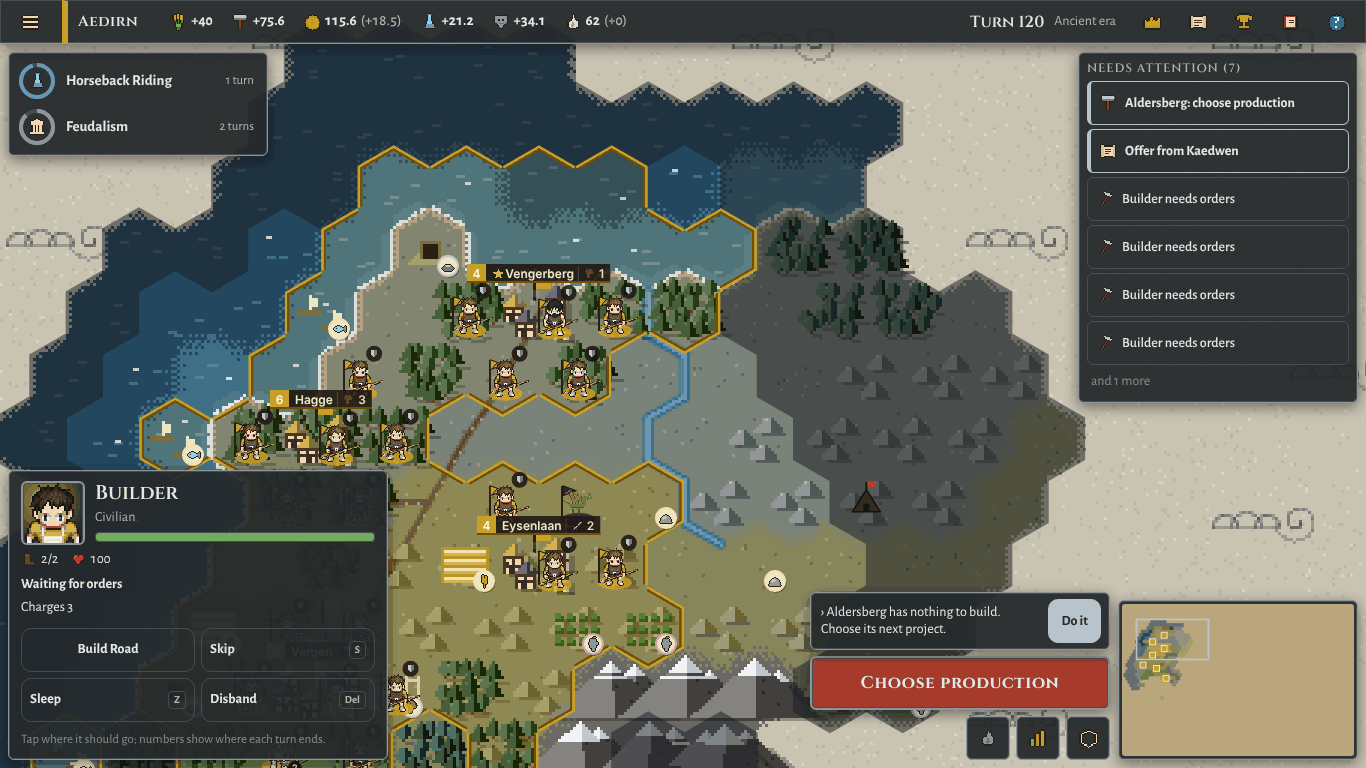 AEDIRN
+40
+75.6
115.6 (+18.5)
+21.2
+34.1
62 (+0)
TURN 120
Ancient era
?
Horseback Riding
1 turn
Feudalism
2 turns
NEEDS ATTENTION (7)
Aldersberg: choose production
Offer from Kaedwen
Builder needs orders
Builder needs orders
Builder needs orders
Builder needs orders
and 1 more
4 Vengerberg 1
6 Hagge 3
4 Eysenlaan 2
BUILDER
Civilian
2/2
100
Waiting for orders
Charges 3
Build Road
Skip S
Sleep Z
Disband Del
Tap where it should go; numbers show where each turn ends.
› Aldersberg has nothing to build.
Choose its next project.
Do it
CHOOSE PRODUCTION